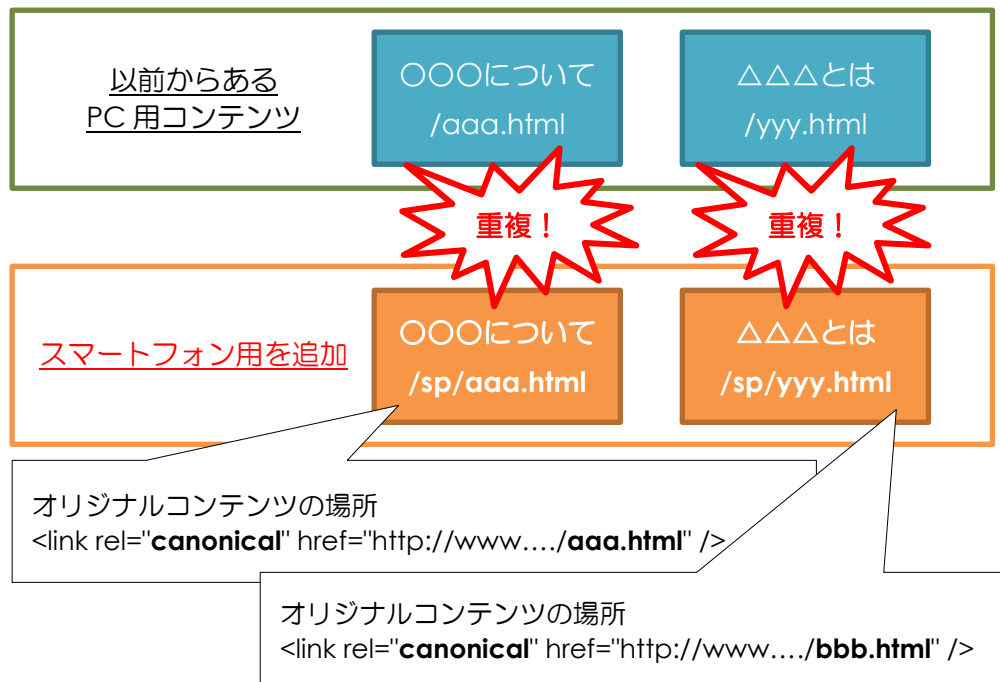 以前からある
PC 用コンテンツ
〇〇〇について
/aaa.html
△△△とは
/yyy.html
重複！
重複！
スマートフォン用を追加
〇〇〇について
/sp/aaa.html
△△△とは
/sp/yyy.html
オリジナルコンテンツの場所
<link rel="canonical" href="http://www…./aaa.html" />
オリジナルコンテンツの場所
<link rel="canonical" href="http://www…./bbb.html" />